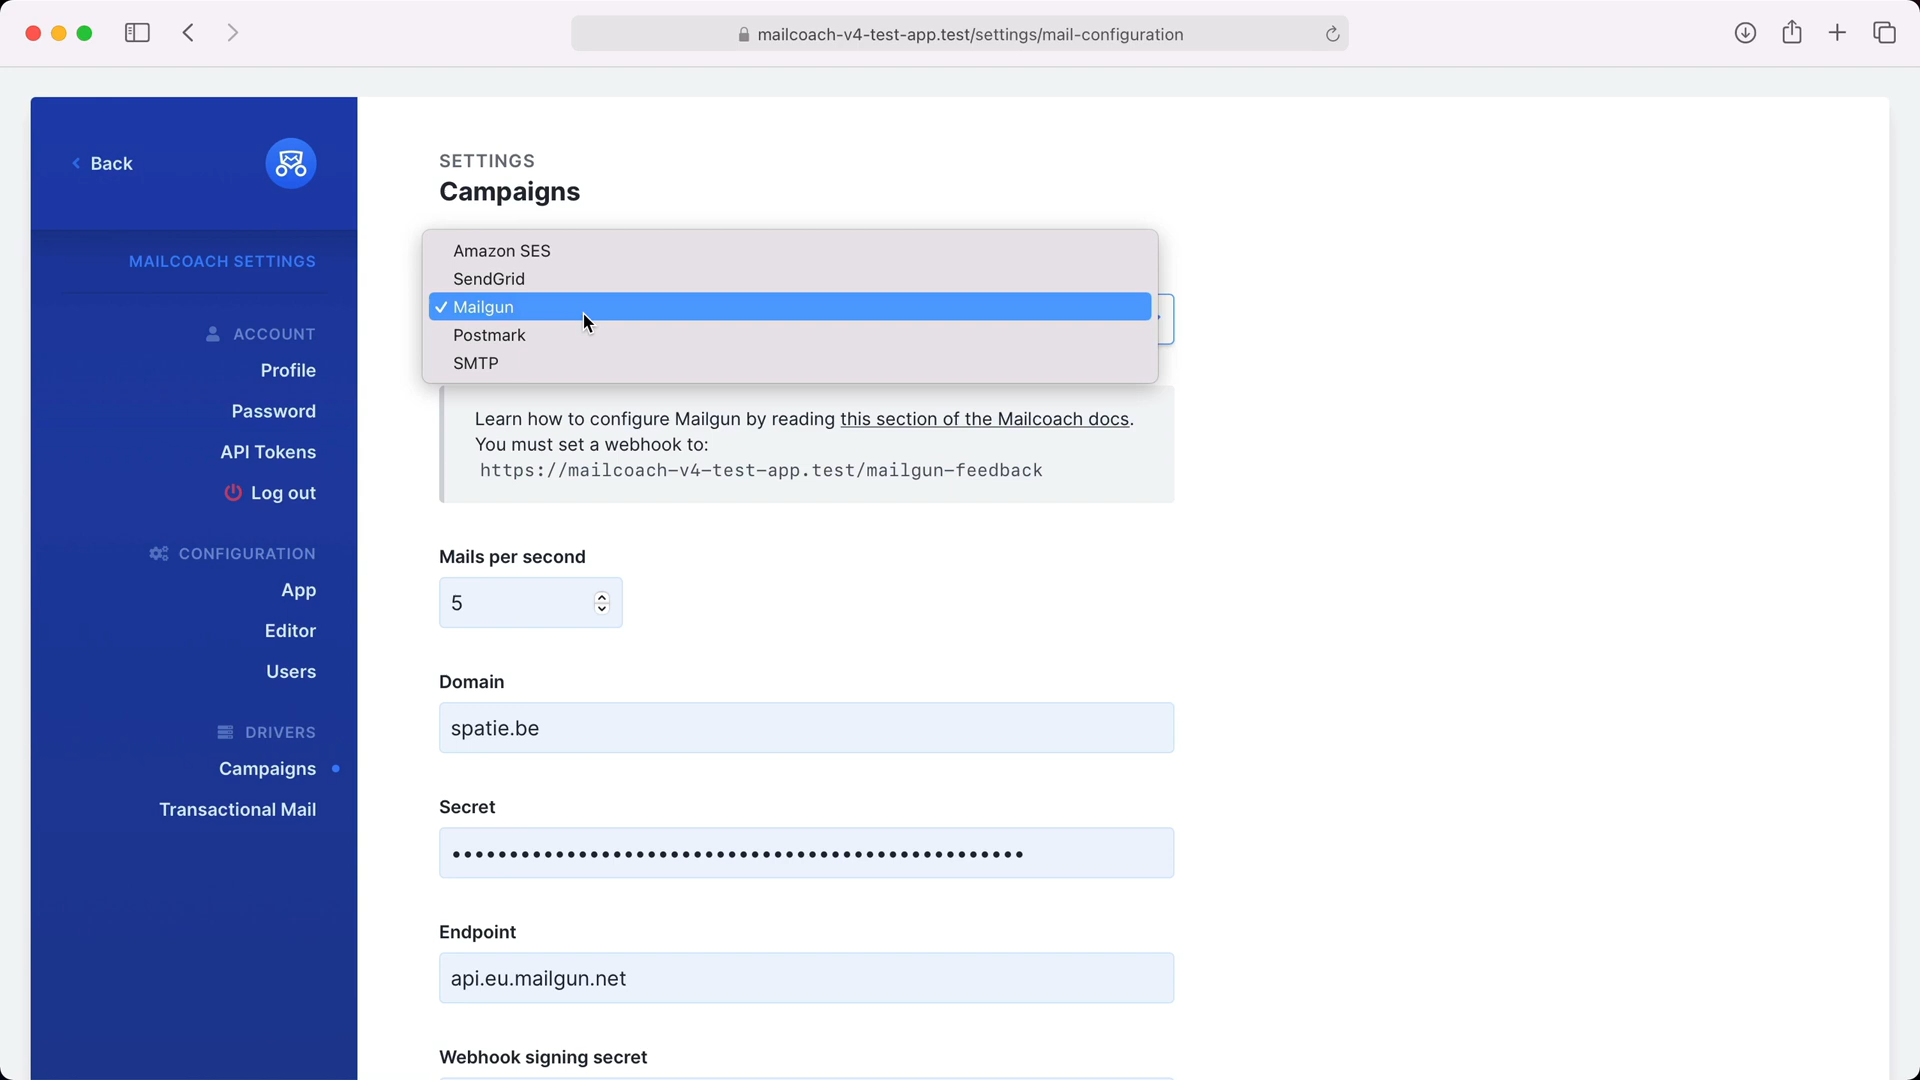 mailcoach-v4-test-app.test/settings/mail-configuration
Back
MAILCOACH SETTINGS
ACCOUNT
Profile
Password
API Tokens
Log out
CONFIGURATION
App
Editor
Users
DRIVERS
Campaigns
Transactional Mail
SETTINGS
Campaigns
Amazon SES
SendGrid
✓ Mailgun
Postmark
SMTP
Learn how to configure Mailgun by reading this section of the Mailcoach docs.
You must set a webhook to:
https://mailcoach-v4-test-app.test/mailgun-feedback
Mails per second
5
Domain
spatie.be
Secret
Endpoint
api.eu.mailgun.net
Webhook signing secret